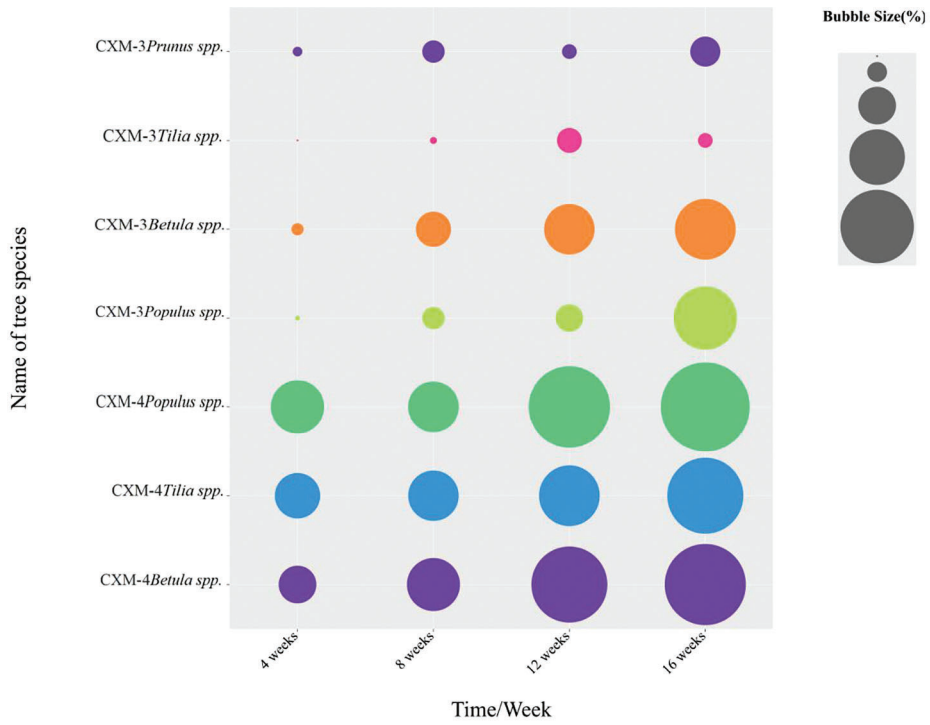 Bubble Size(%)
CXM-3Prunus spp.
CXM-3Tilia spp.
CXM-3Betula spp.
CXM-3Populus spp.
CXM-4Populus spp.
CXM-4Tilia spp.
CXM-4Betula spp.
Name of tree species
4 weeks
8 weeks
12 weeks
16 weeks
Time/Week